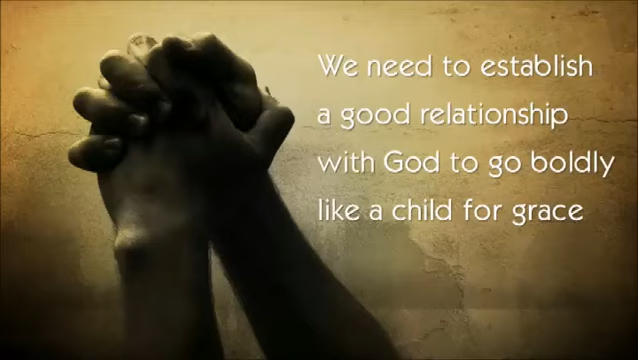 We need to establish
a good relationship
with God to go boldly
like a child for grace